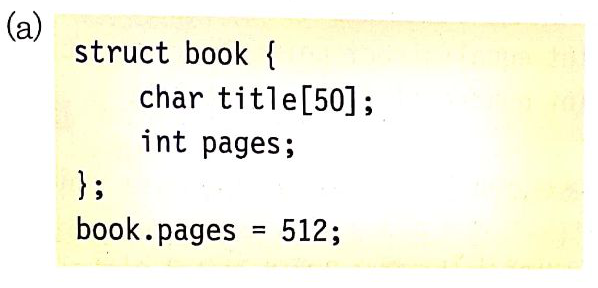 (a)
struct book {
    char title[50];
    int pages;
};
book.pages = 512;